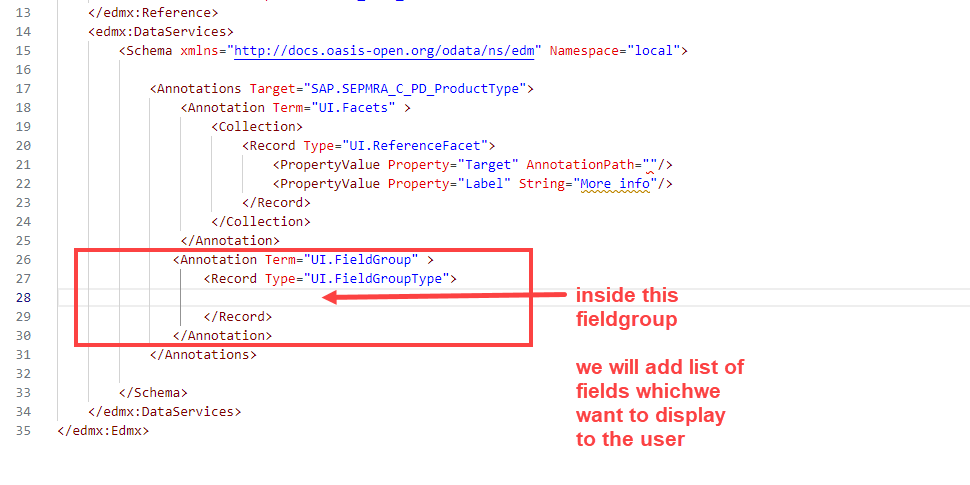 13 </edmx:Reference>
14 <edmx:DataServices>
15 <Schema xmlns="http://docs.oasis-open.org/odata/ns/edm" Namespace="local">
16
17 <Annotations Target="SAP.SEPMRA_C_PD_ProductType">
18 <Annotation Term="UI.Facets" >
19 <Collection>
20 <Record Type="UI.ReferenceFacet">
21 <PropertyValue Property="Target" AnnotationPath=""/>
22 <PropertyValue Property="Label" String="More info"/>
23 </Record>
24 </Collection>
25 </Annotation>
26 <Annotation Term="UI.FieldGroup" >
27 <Record Type="UI.FieldGroupType">
28
29 </Record>
30 </Annotation>
31 </Annotations>
32
33 </Schema>
34 </edmx:DataServices>
35 </edmx:Edmx>
inside this
fieldgroup
we will add list of
fields whichwe
want to display
to the user